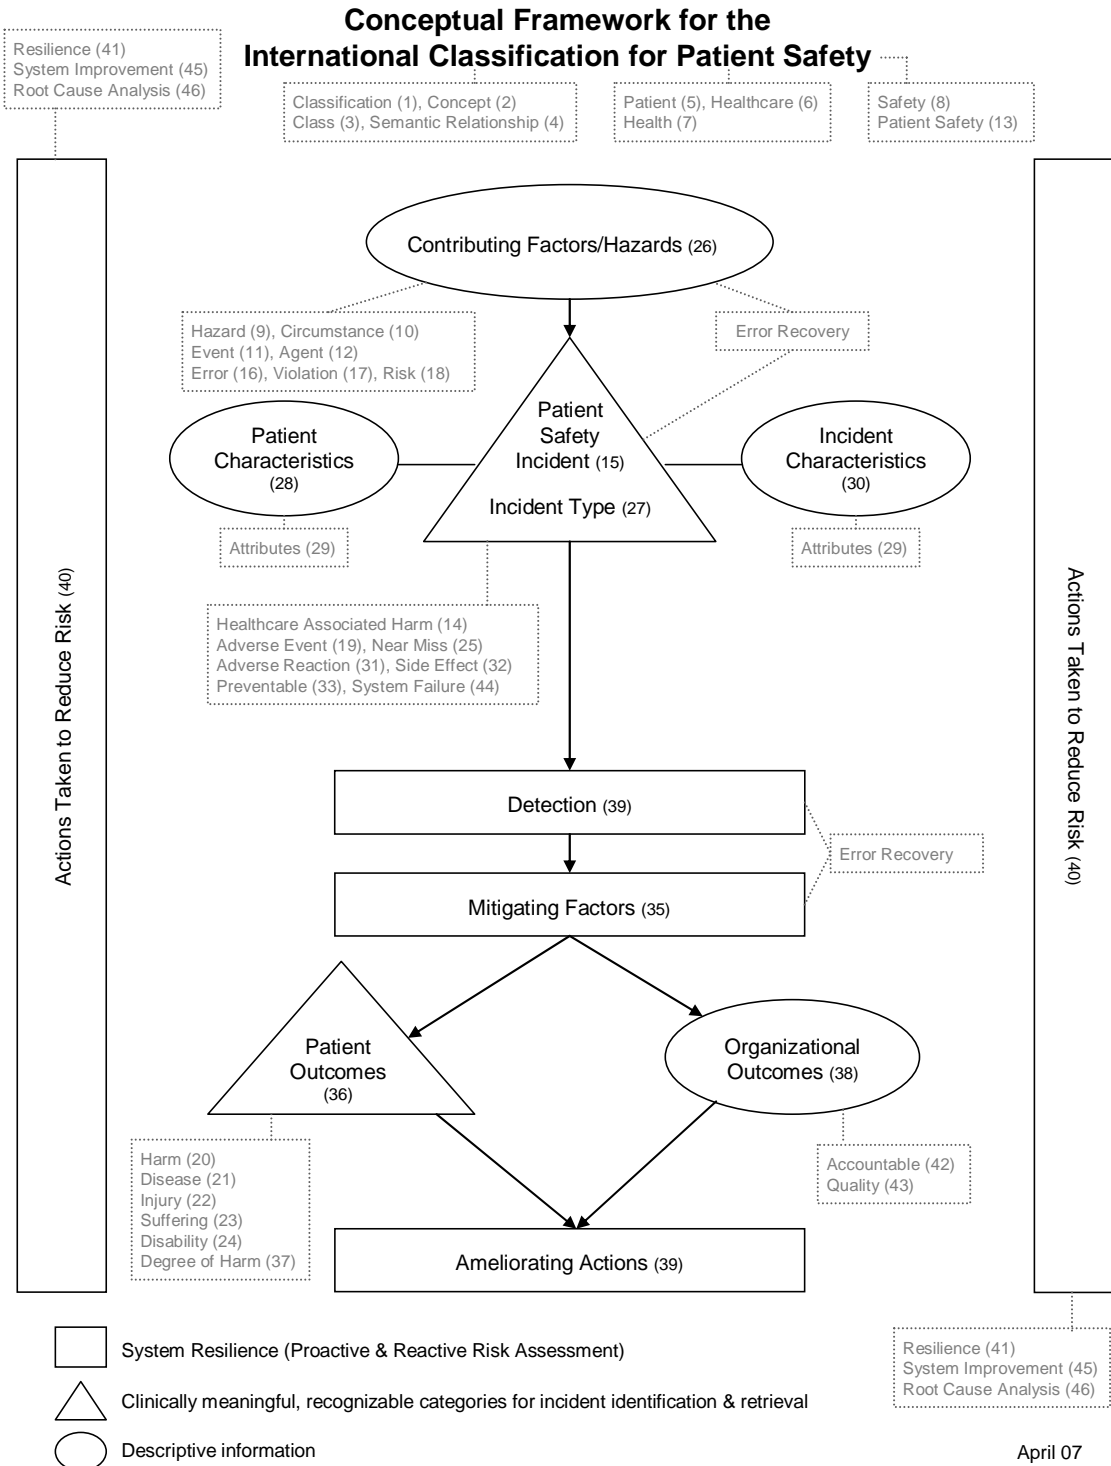 Conceptual Framework for the
International Classification for Patient Safety
Resilience (41)
System Improvement (45)
Root Cause Analysis (46)
Classification (1), Concept (2)
Class (3), Semantic Relationship (4)
Patient (5), Healthcare (6)
Health (7)
Safety (8)
Patient Safety (13)
Contributing Factors/Hazards (26)
Hazard (9), Circumstance (10)
Event (11), Agent (12)
Error (16), Violation (17), Risk (18)
Error Recovery
Patient
Safety
Incident (15)
Incident Type (27)
Patient
Characteristics
(28)
Incident
Characteristics
(30)
Attributes (29)
Attributes (29)
Healthcare Associated Harm (14)
Adverse Event (19), Near Miss (25)
Adverse Reaction (31), Side Effect (32)
Preventable (33), System Failure (44)
Actions Taken to Reduce Risk (40)
Actions Taken to Reduce Risk (40)
Detection (39)
Error Recovery
Mitigating Factors (35)
Patient
Outcomes
(36)
Organizational
Outcomes (38)
Harm (20)
Disease (21)
Injury (22)
Suffering (23)
Disability (24)
Degree of Harm (37)
Accountable (42)
Quality (43)
Ameliorating Actions (39)
System Resilience (Proactive & Reactive Risk Assessment)
Clinically meaningful, recognizable categories for incident identification & retrieval
Descriptive information
Resilience (41)
System Improvement (45)
Root Cause Analysis (46)
April 07